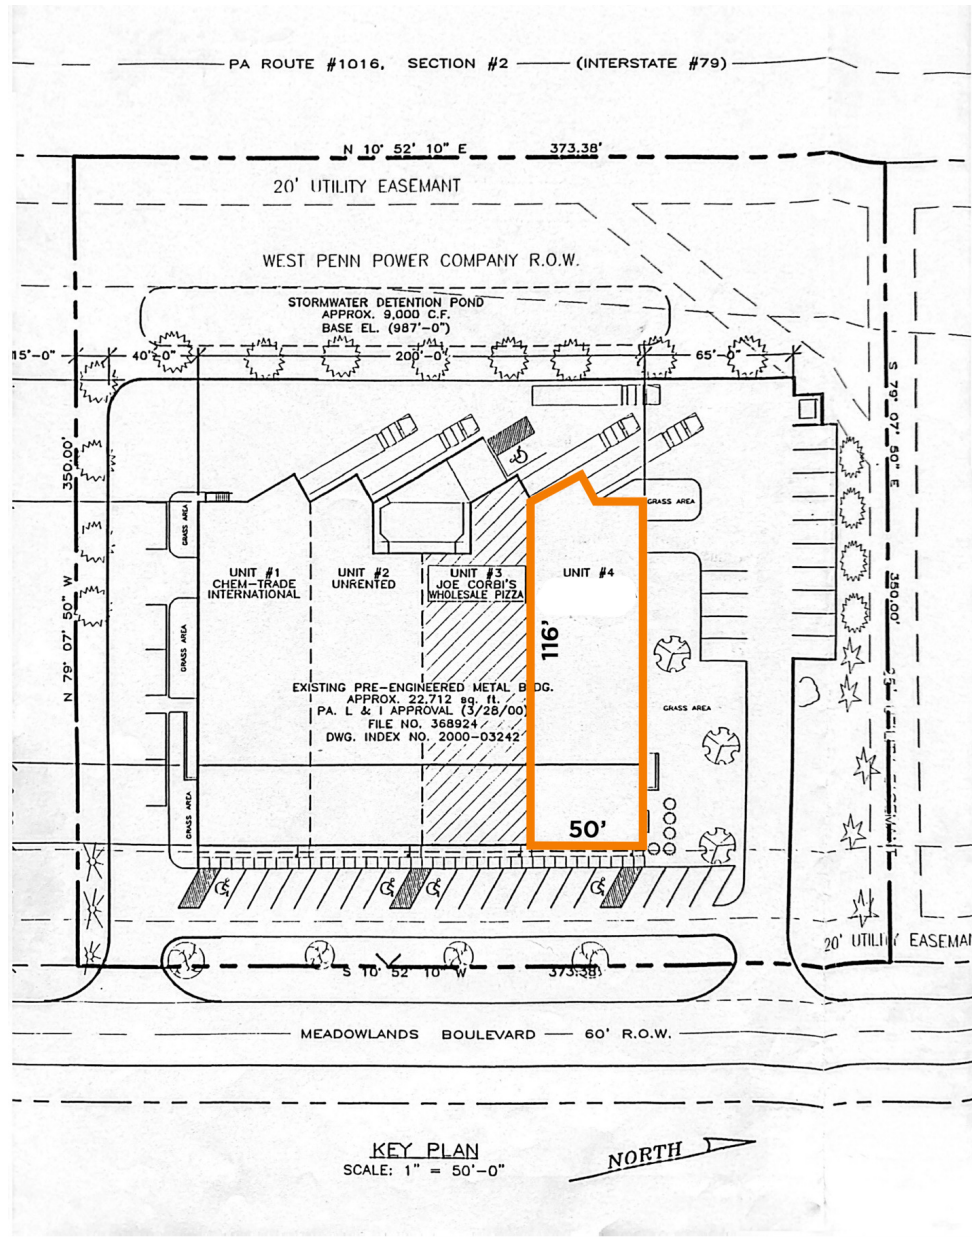 PA ROUTE #1016, SECTION #2 (INTERSTATE #79)
N 10° 52' 10" E 373.38'
20' UTILITY EASEMANT
WEST PENN POWER COMPANY R.O.W.
STORMWATER DETENTION POND
APPROX. 9,000 C.F.
BASE EL. (987'-0")
15'-0" 40'-0" 200'-0" 65'-0"
S 79° 07' 50" E 350.00'
N 79° 07' 50" W 350.00'
GRASS AREA
GRASS AREA
UNIT #1
CHEM-TRADE
INTERNATIONAL
UNIT #2
UNRENTED
UNIT #3
JOE CORBI'S
WHOLESALE PIZZA
UNIT #4
116'
GRASS AREA
EXISTING PRE-ENGINEERED METAL BLDG.
APPROX. 22,712 sq. ft.
PA. L & I APPROVAL (3/28/00)
FILE NO. 368924
DWG. INDEX NO. 2000-03242
GRASS AREA
GRASS AREA
50'
20' UTILITY EASEMAN
S 10° 52' 10" W 373.38'
MEADOWLANDS BOULEVARD 60' R.O.W.
KEY PLAN
SCALE: 1" = 50'-0"
NORTH